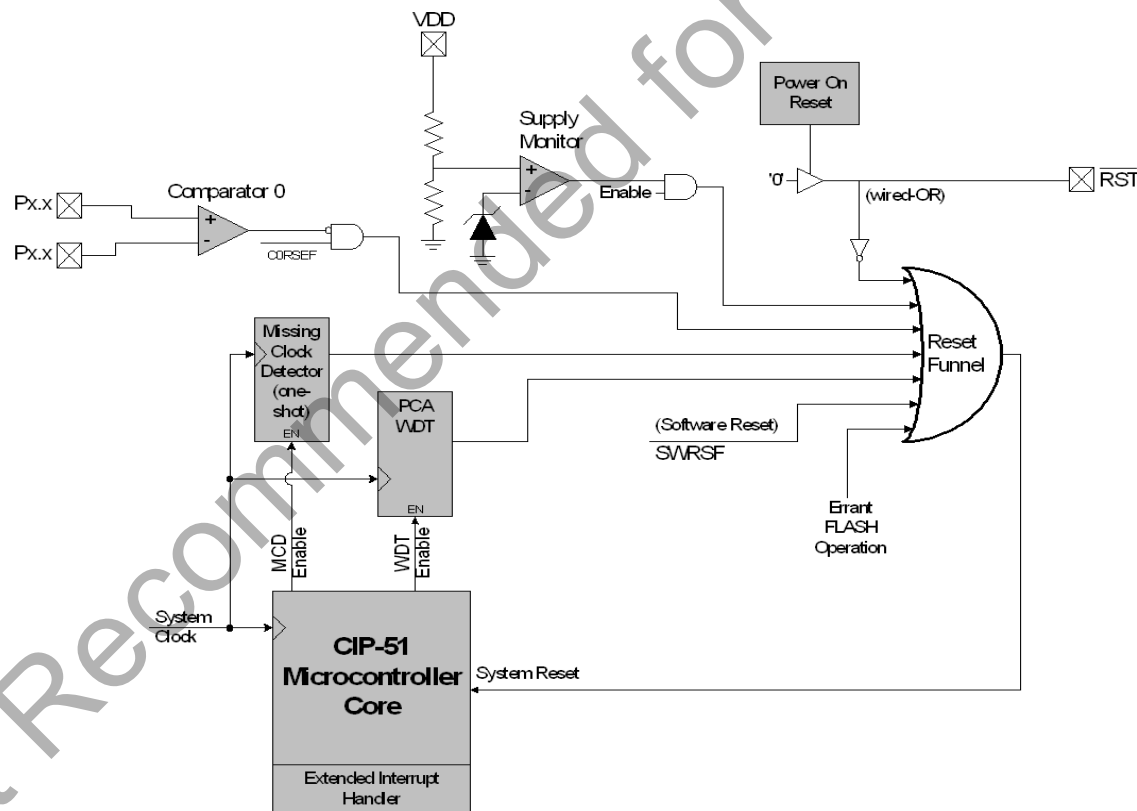 VDD
Power On
Reset
Supply
Monitor
+
-
Enable
'0'
(wired-OR)
RST
Comparator 0
Px.x
+
-
Px.x
C0RSEF
Missing
Clock
Detector
(one-
shot)
EN
PCA
WDT
EN
Reset
Funnel
(Software Reset)
SWRSF
Errant
FLASH
Operation
MCD
Enable
WDT
Enable
System
Clock
CIP-51
Microcontroller
Core
System Reset
Extended Interrupt
Handler
t Recommended for